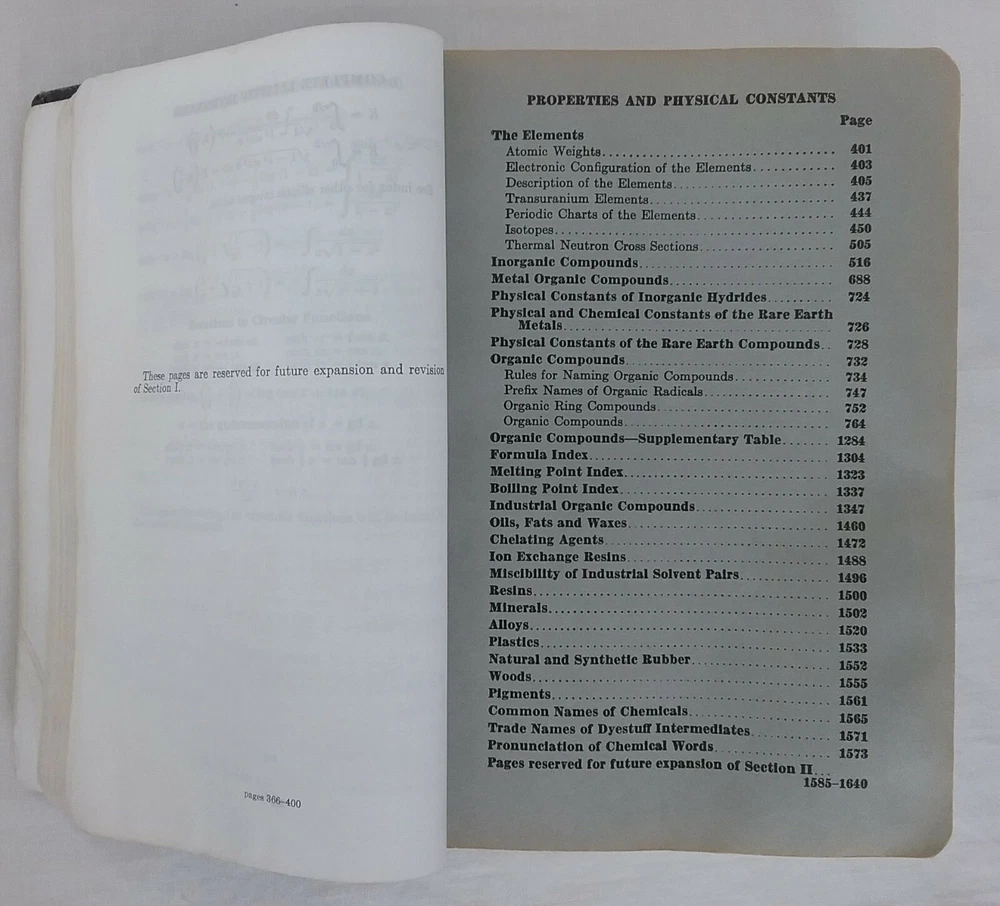 These pages are reserved for future expansion and revision
of Section I.
pages 366–400
PROPERTIES AND PHYSICAL CONSTANTS
Page
The Elements
Atomic Weights 401
Electronic Configuration of the Elements 403
Description of the Elements 405
Transuranium Elements 437
Periodic Charts of the Elements 444
Isotopes 450
Thermal Neutron Cross Sections 505
Inorganic Compounds 516
Metal Organic Compounds 688
Physical Constants of Inorganic Hydrides 724
Physical and Chemical Constants of the Rare Earth
Metals 726
Physical Constants of the Rare Earth Compounds 728
Organic Compounds 732
Rules for Naming Organic Compounds 734
Prefix Names of Organic Radicals 747
Organic Ring Compounds 752
Organic Compounds 764
Organic Compounds—Supplementary Table 1284
Formula Index 1304
Melting Point Index 1323
Boiling Point Index 1337
Industrial Organic Compounds 1347
Oils, Fats and Waxes 1460
Chelating Agents 1472
Ion Exchange Resins 1488
Miscibility of Industrial Solvent Pairs 1496
Resins 1500
Minerals 1502
Alloys 1520
Plastics 1533
Natural and Synthetic Rubber 1552
Woods 1555
Pigments 1561
Common Names of Chemicals 1565
Trade Names of Dyestuff Intermediates 1571
Pronunciation of Chemical Words 1573
Pages reserved for future expansion of Section II...
1585–1640